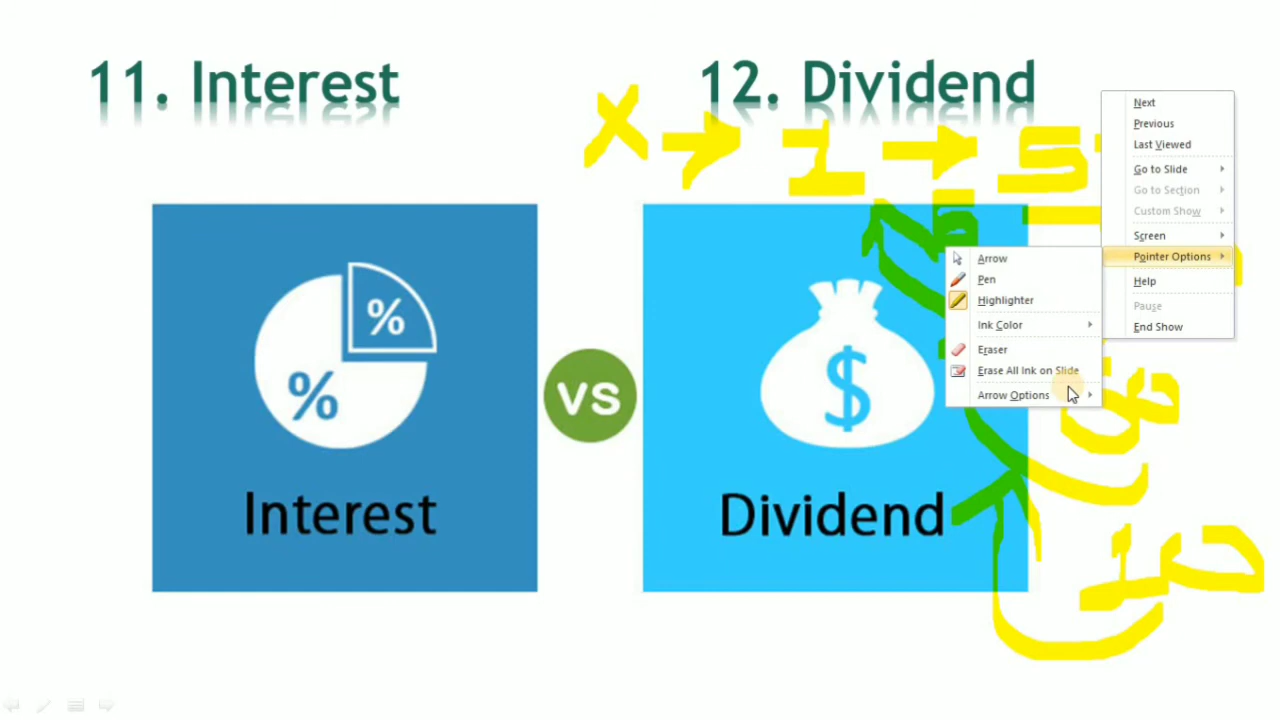 11. Interest
12. Dividend
X → I → 5
%
%
VS
$
Interest
Dividend
Next
Previous
Last Viewed
Go to Slide
Go to Section
Custom Show
Screen
Pointer Options
Help
Pause
End Show
Arrow
Pen
Highlighter
Ink Color
Eraser
Erase All Ink on Slide
Arrow Options
10